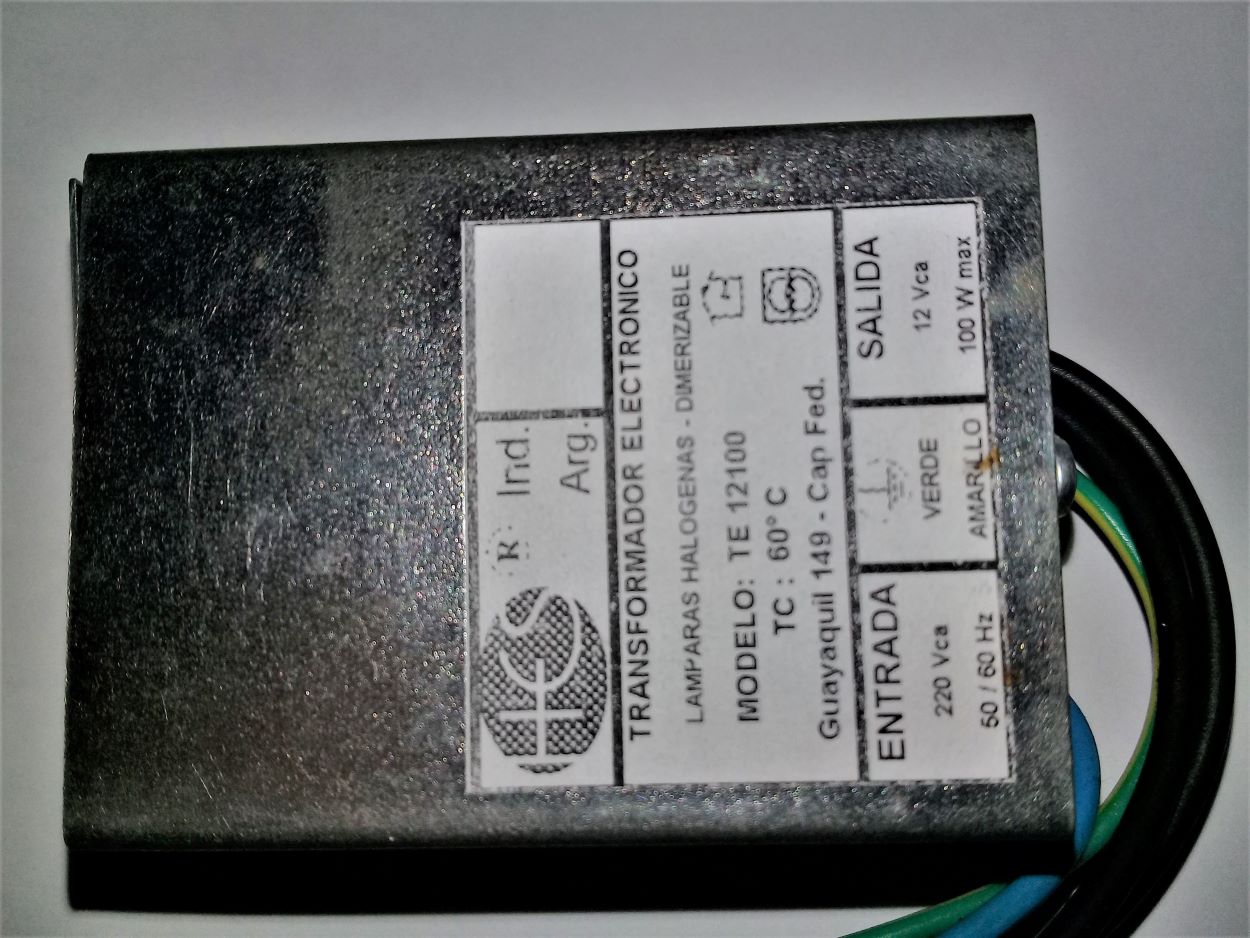 HFS R Ind.
Arg.
TRANSFORMADOR ELECTRONICO
LAMPARAS HALOGENAS - DIMERIZABLE
MODELO: TE 12100
TC : 60° C
Guayaquil 149 - Cap Fed.
ENTRADA
220 Vca
50 / 60 Hz
VERDE
AMARILLO
SALIDA
12 Vca
100 W max